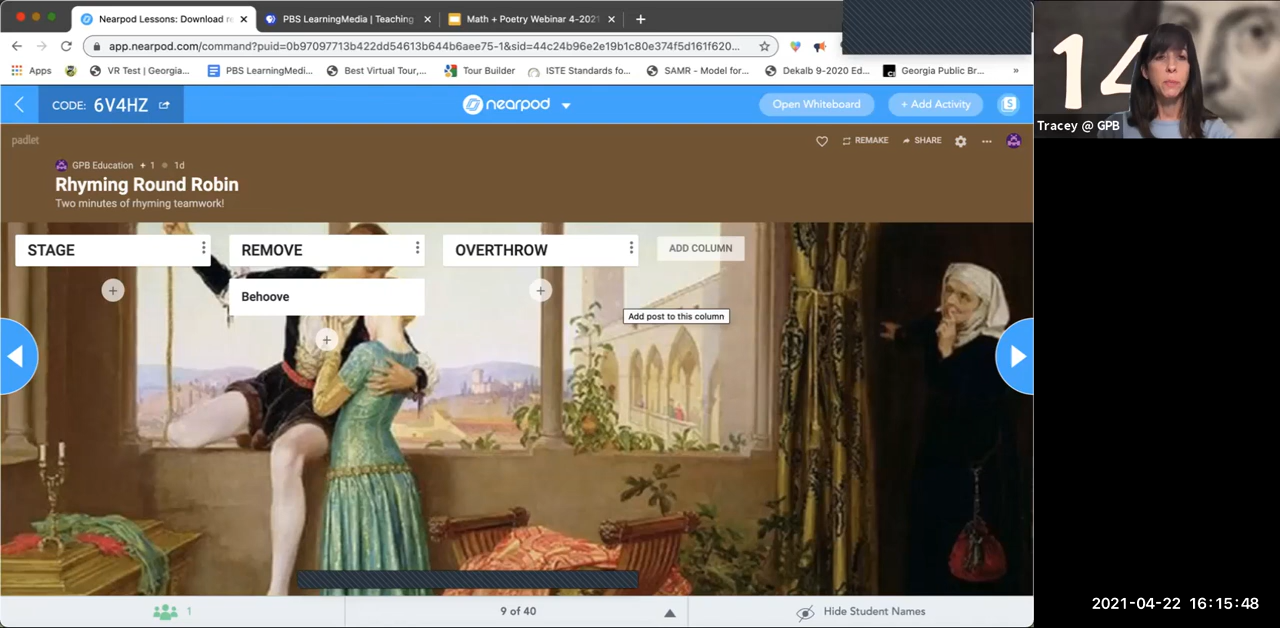 Nearpod Lessons: Download re
PBS LearningMedia | Teaching
Math + Poetry Webinar 4-2021
app.nearpod.com/command?puid=0b97097713b422dd54613b644b6aee75-1&sid=44c24b96e2e19b1c80e374f5d161f620...
Apps
VR Test | Georgia...
PBS LearningMedi...
Best Virtual Tour,...
Tour Builder
ISTE Standards fo...
SAMR - Model for...
Dekalb 9-2020 Ed...
Georgia Public Br...
»
CODE: 6V4HZ
nearpod
Open Whiteboard
+ Add Activity
S
padlet
REMAKE
SHARE
GPB Education + 1 1d
Rhyming Round Robin
Two minutes of rhyming teamwork!
STAGE
REMOVE
OVERTHROW
ADD COLUMN
Behoove
Add post to this column
1
9 of 40
Hide Student Names
14
Tracey @ GPB
2021-04-22 16:15:48